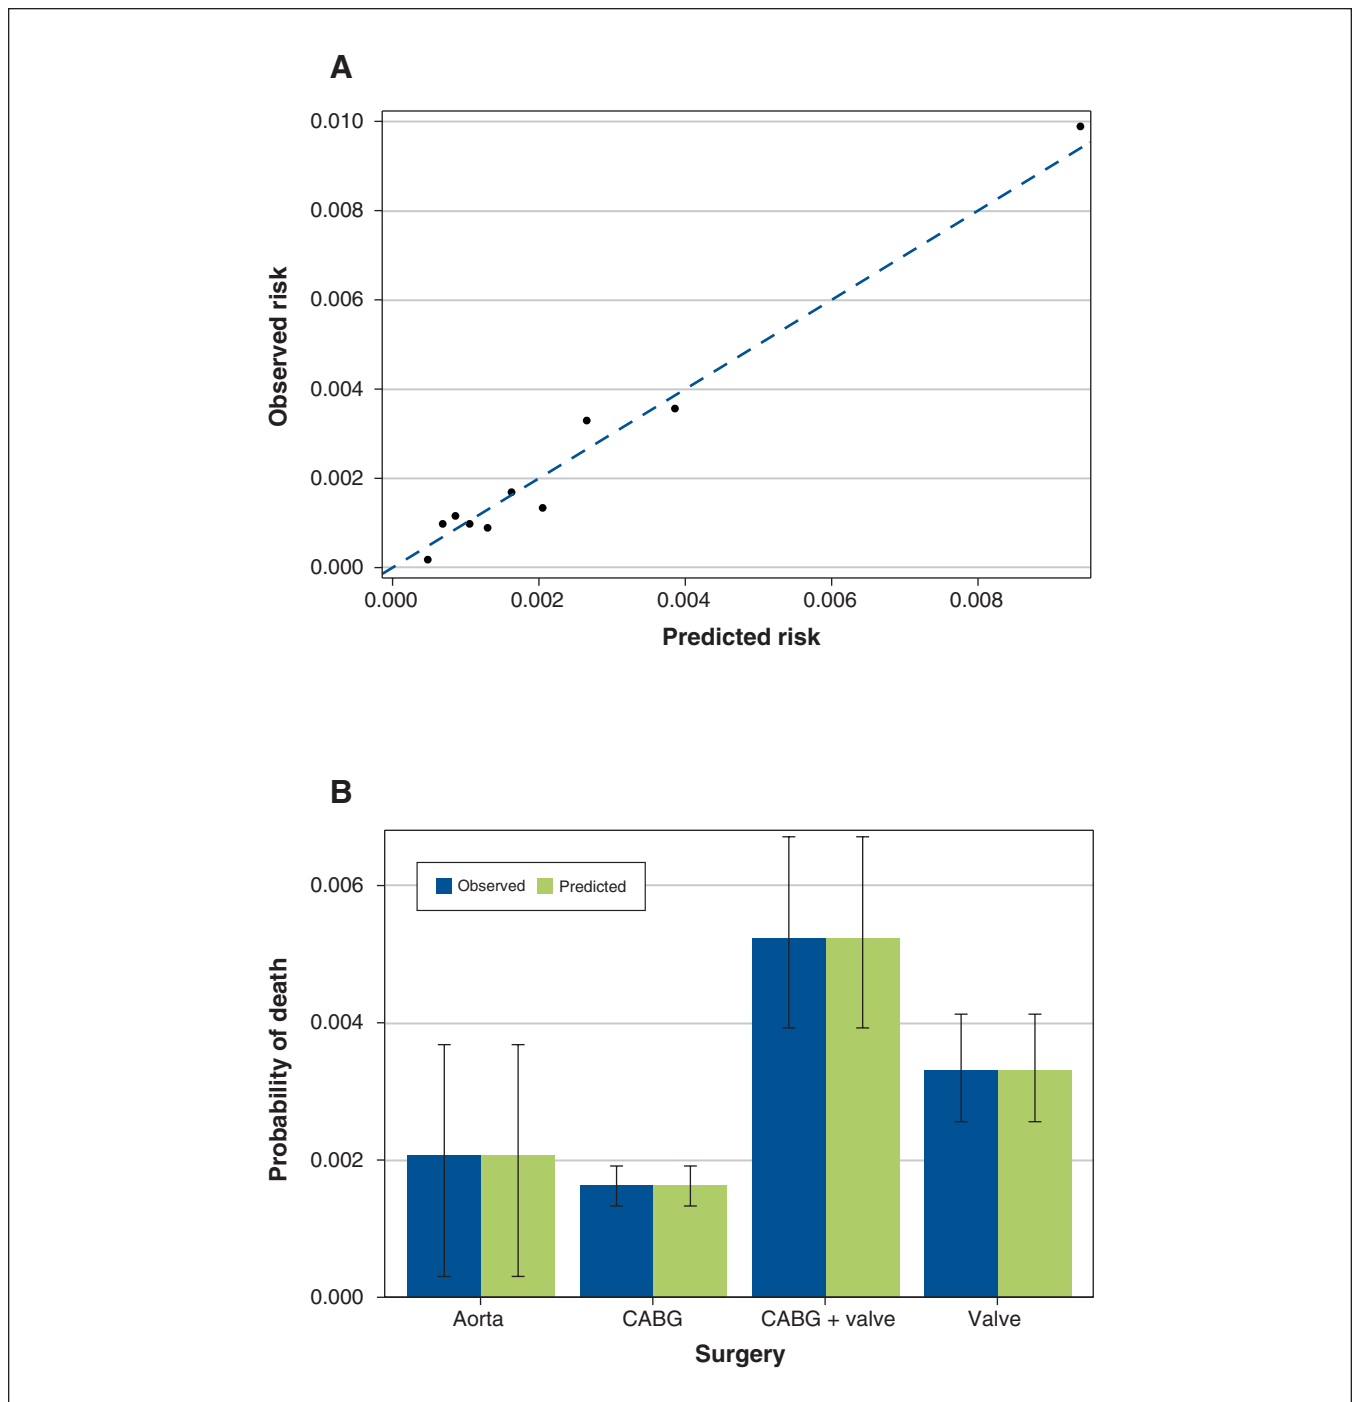 A
0.010
0.008
0.006
0.004
0.002
0.000
Observed risk
0.000 0.002 0.004 0.006 0.008
Predicted risk
B
Observed Predicted
0.006
0.004
0.002
0.000
Probability of death
Aorta CABG CABG + valve Valve
Surgery